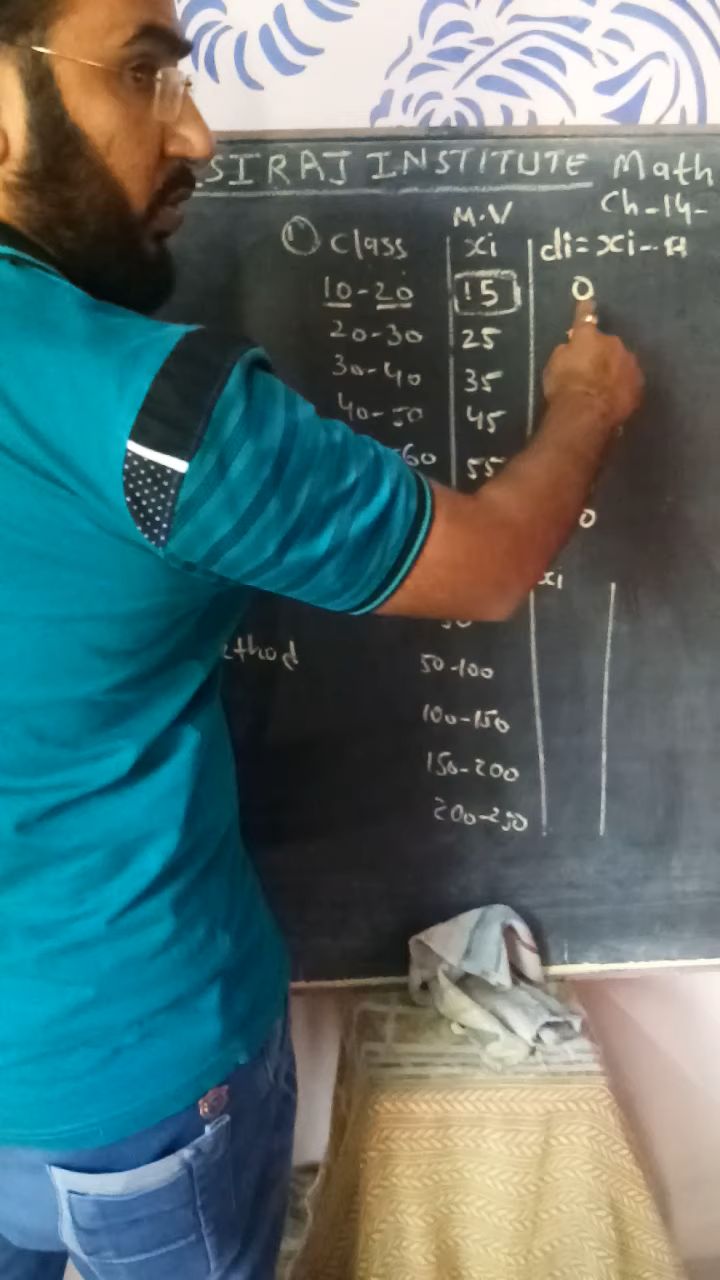 SIRAJ INSTITUTE Math
Ch-14-
M.V
① Class xi di=xi-A
10-20 15 0
20-30 25
30-40 35
40-50 45
60 55
0
xi
50-100
100-150
150-200
200-250